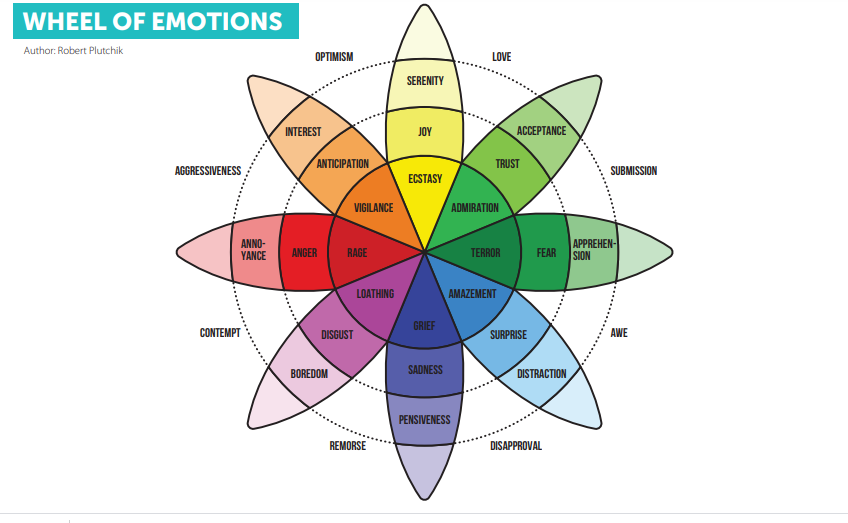 WHEEL OF EMOTIONS
Author: Robert Plutchik
OPTIMISM
LOVE
SERENITY
INTEREST
JOY
ACCEPTANCE
ANTICIPATION
TRUST
AGGRESSIVENESS
ECSTASY
SUBMISSION
VIGILANCE
ADMIRATION
ANNO-
YANCE
ANGER
RAGE
TERROR
FEAR
APPREHEN-
SION
LOATHING
AMAZEMENT
CONTEMPT
DISGUST
GRIEF
SURPRISE
AWE
BOREDOM
SADNESS
DISTRACTION
PENSIVENESS
REMORSE
DISAPPROVAL